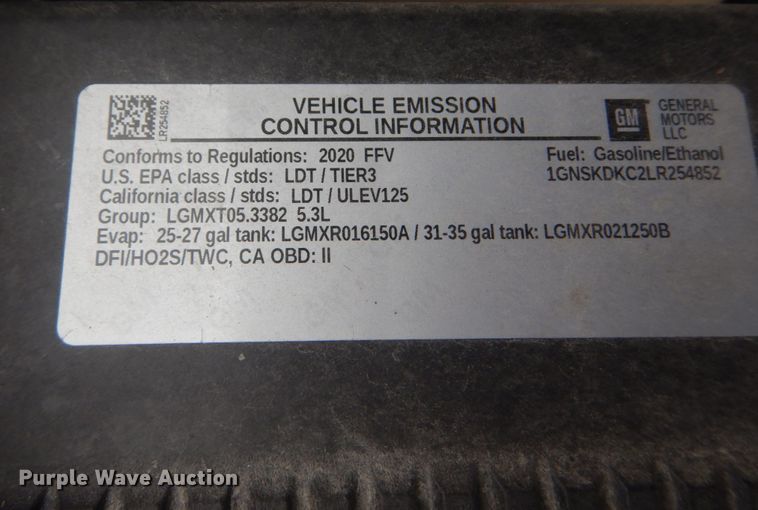 LR254852
VEHICLE EMISSION
CONTROL INFORMATION
GM
GENERAL
MOTORS
LLC
Conforms to Regulations: 2020 FFV
Fuel: Gasoline/Ethanol
U.S. EPA class / stds: LDT / TIER3
1GNSKDKC2LR254852
California class / stds: LDT / ULEV125
Group: LGMXT05.3382 5.3L
Evap: 25-27 gal tank: LGMXR016150A / 31-35 gal tank: LGMXR021250B
DFI/HO2S/TWC, CA OBD: II
Purple Wave Auction